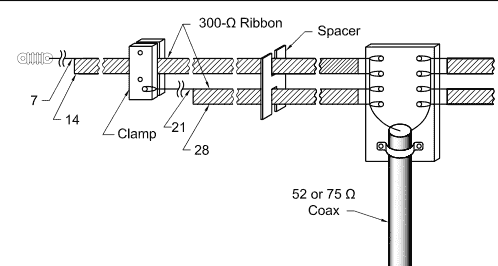 300-Ω Ribbon
Spacer
7
14
Clamp
21
28
52 or 75 Ω
Coax